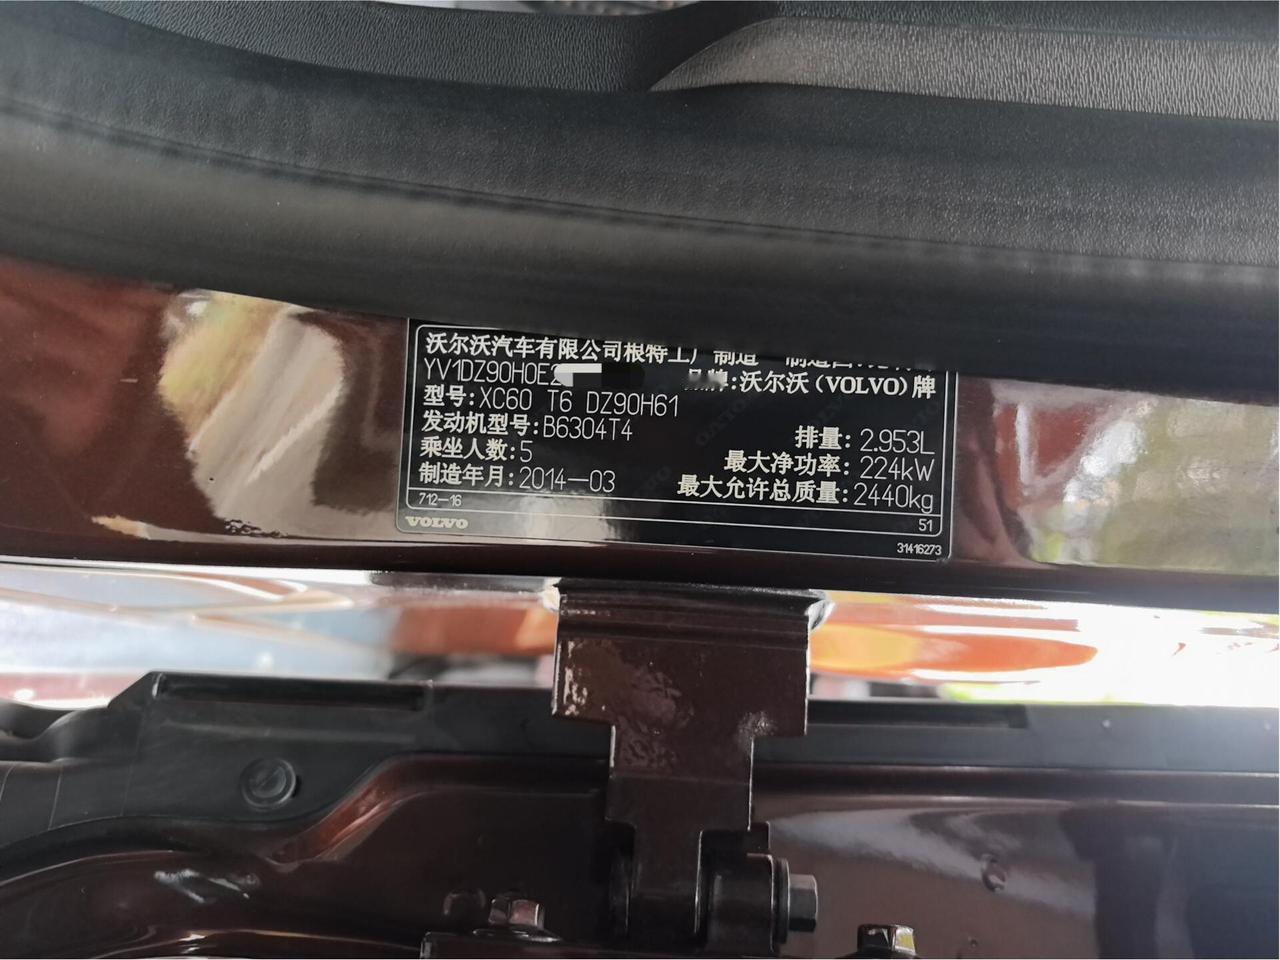 沃尔沃汽车有限公司根特工厂制造
YV1DZ90H0E2
品牌:沃尔沃(VOLVO)牌
型号:XC60 T6 DZ90H61
发动机型号:B6304T4
排量:2.953L
乘坐人数:5
最大净功率:224kW
制造年月:2014-03
最大允许总质量:2440kg
712-16
51
VOLVO
31416273